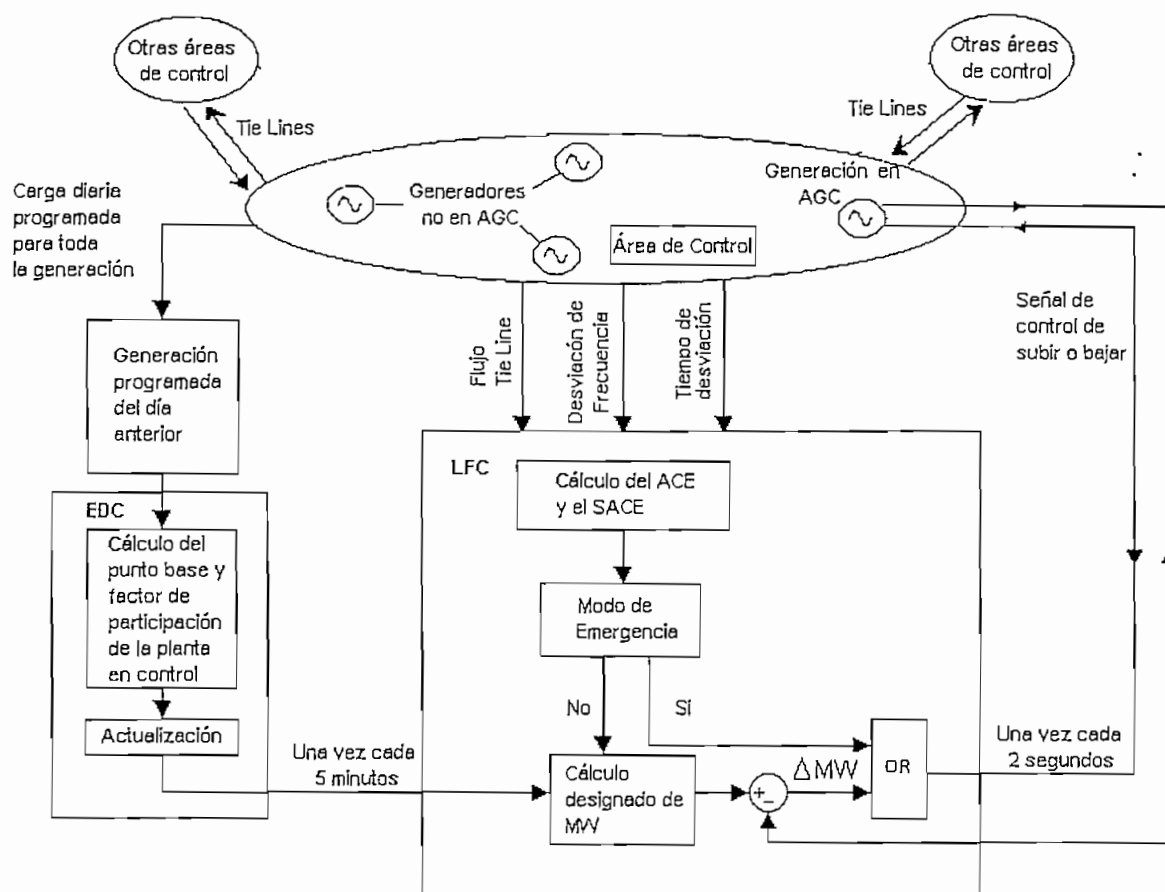 Otras áreas
de control
Otras áreas
de control
Tie Lines
Tie Lines
Carga diaria
programada
para toda
la generación
Generadores
no en AGC
Generación en
AGC
Área de Control
Flujo
Tie Line
Desviacón de
Frecuencia
Tiempo de
desviación
Señal de
control de
subir o bajar
Generación
programada
del día
anterior
LFC
Cálculo del ACE
y el SACE
EDC
Cálculo del
punto base y
factor de
participación
de la planta
en control
Modo de
Emergencia
No
Sí
Actualización
Una vez cada
5 minutos
Cálculo
designado de
MW
+
-
ΔMW
OR
Una vez cada
2 segundos